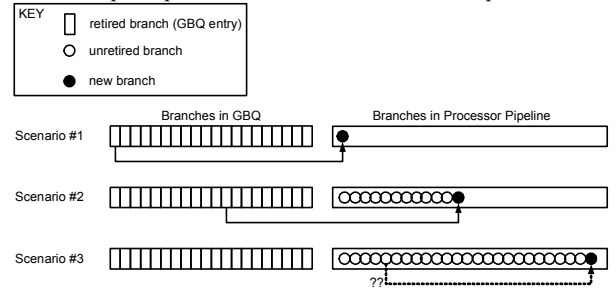 KEY
retired branch (GBQ entry)
unretired branch
new branch
Branches in GBQ
Branches in Processor Pipeline
Scenario #1
Scenario #2
Scenario #3
??